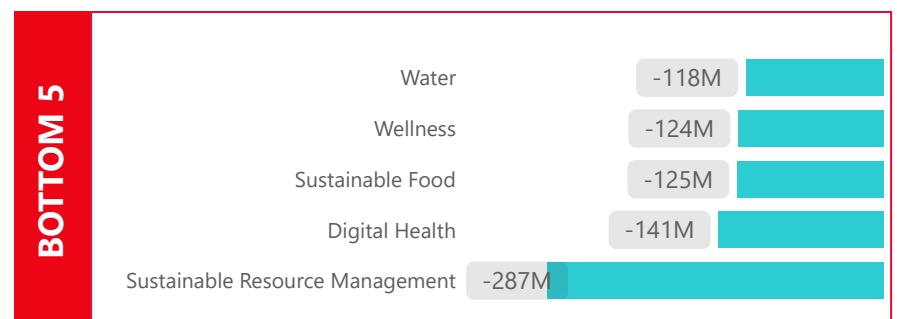 BOTTOM 5
Water -118M
Wellness -124M
Sustainable Food -125M
Digital Health -141M
Sustainable Resource Management -287M